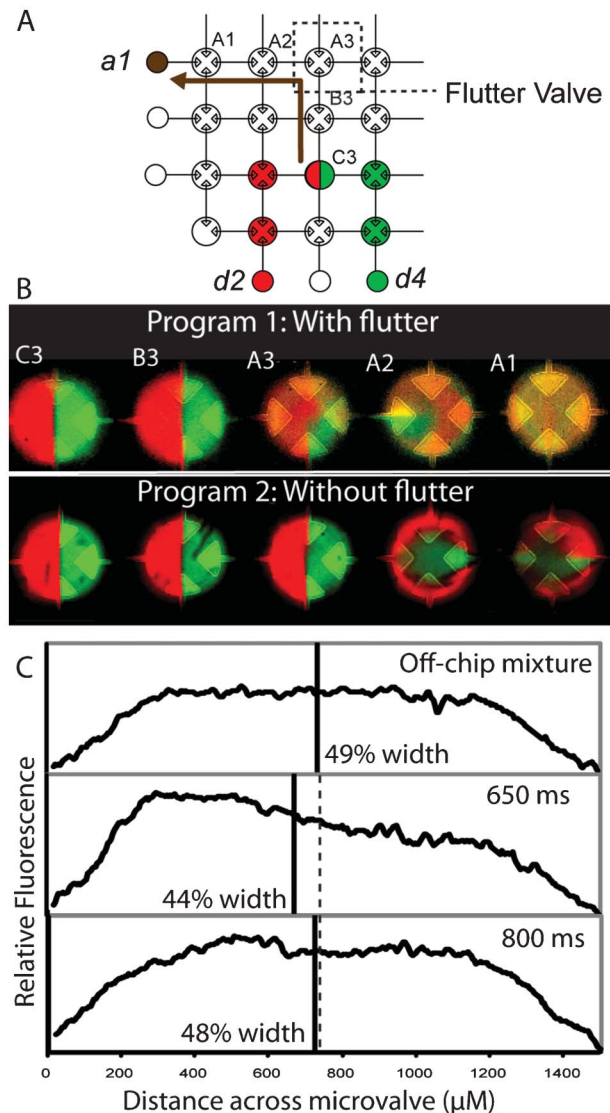 A
A1 A2 A3
a1
Flutter Valve
B3
C3
d2 d4
B
Program 1: With flutter
C3 B3 A3 A2 A1
Program 2: Without flutter
C
Off-chip mixture
49% width
650 ms
44% width
800 ms
48% width
Relative Fluorescence
0 200 400 600 800 1000 1200 1400
Distance across microvalve (μM)